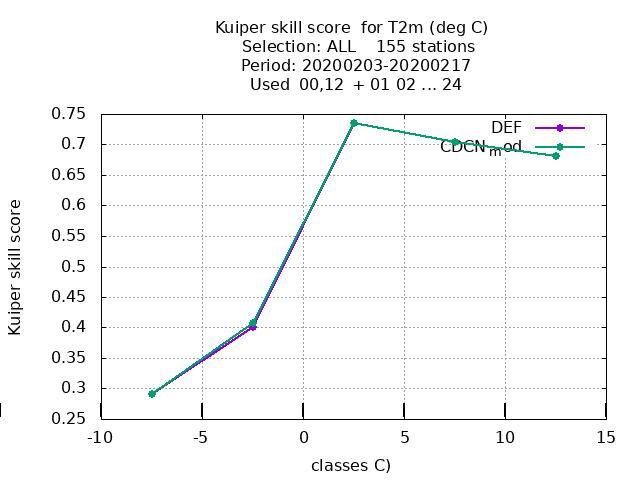 Kuiper skill score for T2m (deg C)
Selection: ALL 155 stations
Period: 20200203-20200217
Used 00,12 + 01 02 ... 24
0.75
0.7
0.65
0.6
0.55
0.5
0.45
0.4
0.35
0.3
0.25
Kuiper skill score
DEF
CDCNmod
-10 -5 0 5 10 15
classes C)